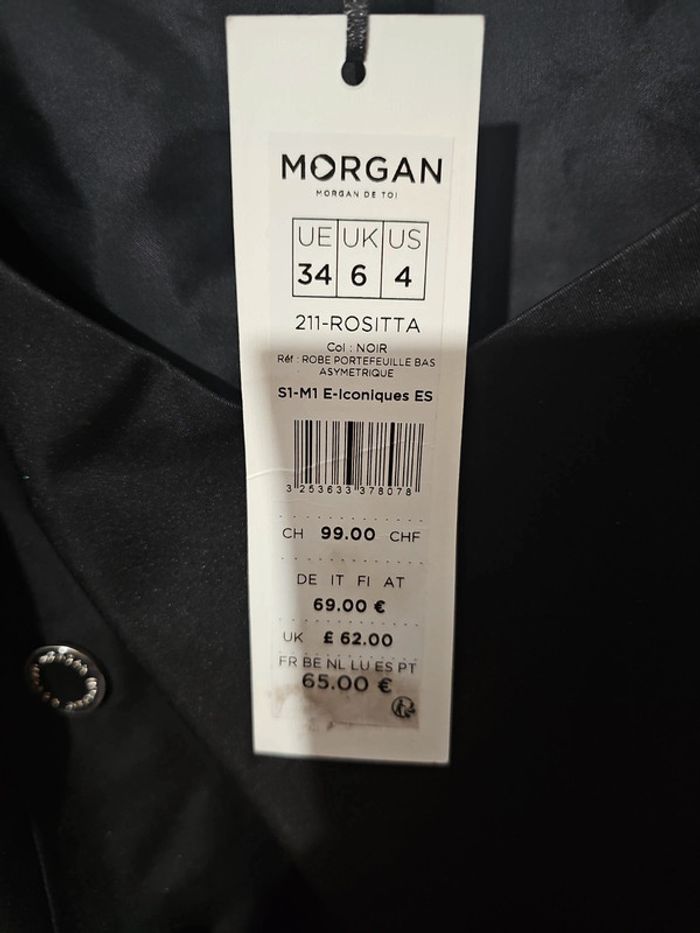 MORGAN
MORGAN DE TOI
UE UK US
34 6 4
211-ROSITTA
Col : NOIR
Réf : ROBE PORTEFEUILLE BAS
ASYMETRIQUE
S1-M1 E-Iconiques ES
3 253633 378078
CH 99.00 CHF
DE IT FI AT
69.00 €
UK £ 62.00
FR BE NL LU ES PT
65.00 €